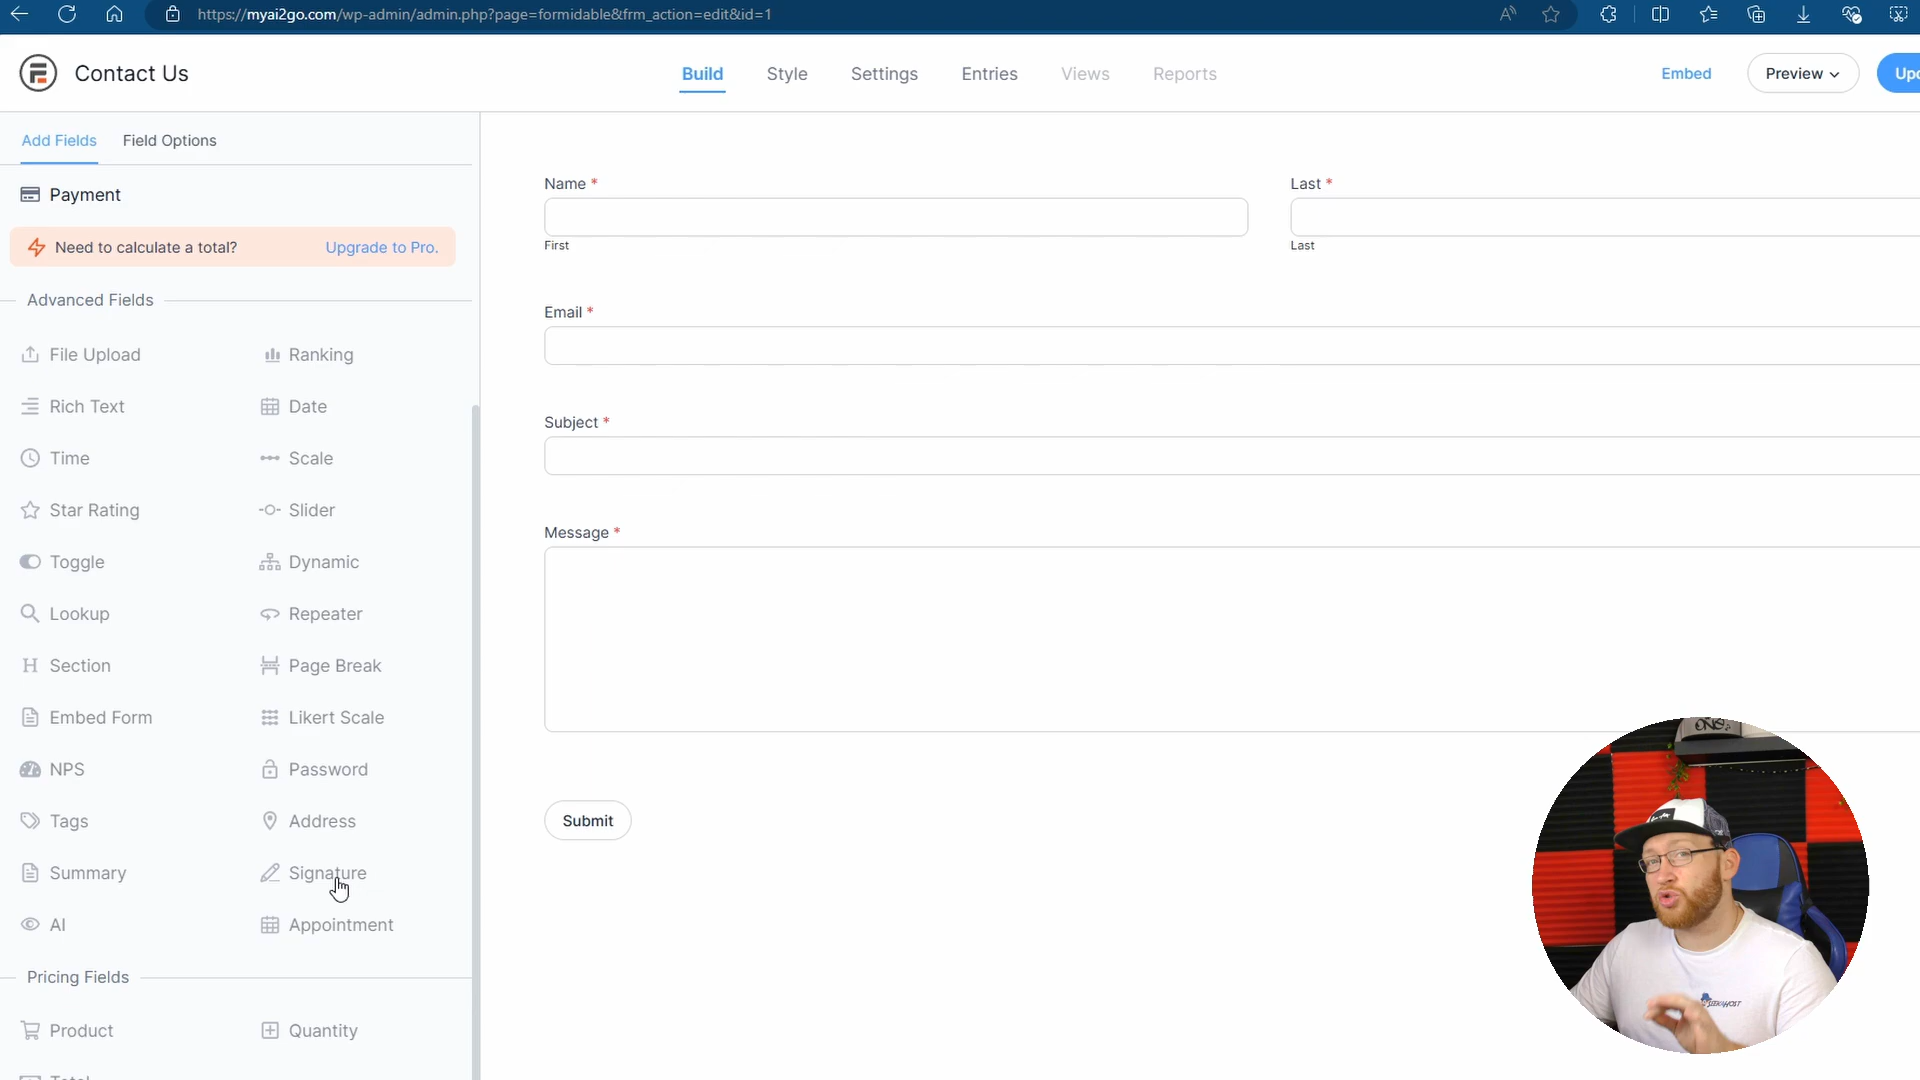 https://myai2go.com/wp-admin/admin.php?page=formidable&frm_action=edit&id=1
Contact Us
Build
Style
Settings
Entries
Views
Reports
Embed
Preview
Add Fields
Field Options
Payment
Need to calculate a total?
Upgrade to Pro.
Advanced Fields
File Upload
Ranking
Rich Text
Date
Time
Scale
Star Rating
Slider
Toggle
Dynamic
Lookup
Repeater
Section
Page Break
Embed Form
Likert Scale
NPS
Password
Tags
Address
Summary
Signature
AI
Appointment
Pricing Fields
Product
Quantity
Name *
First
Last *
Last
Email *
Subject *
Message *
Submit